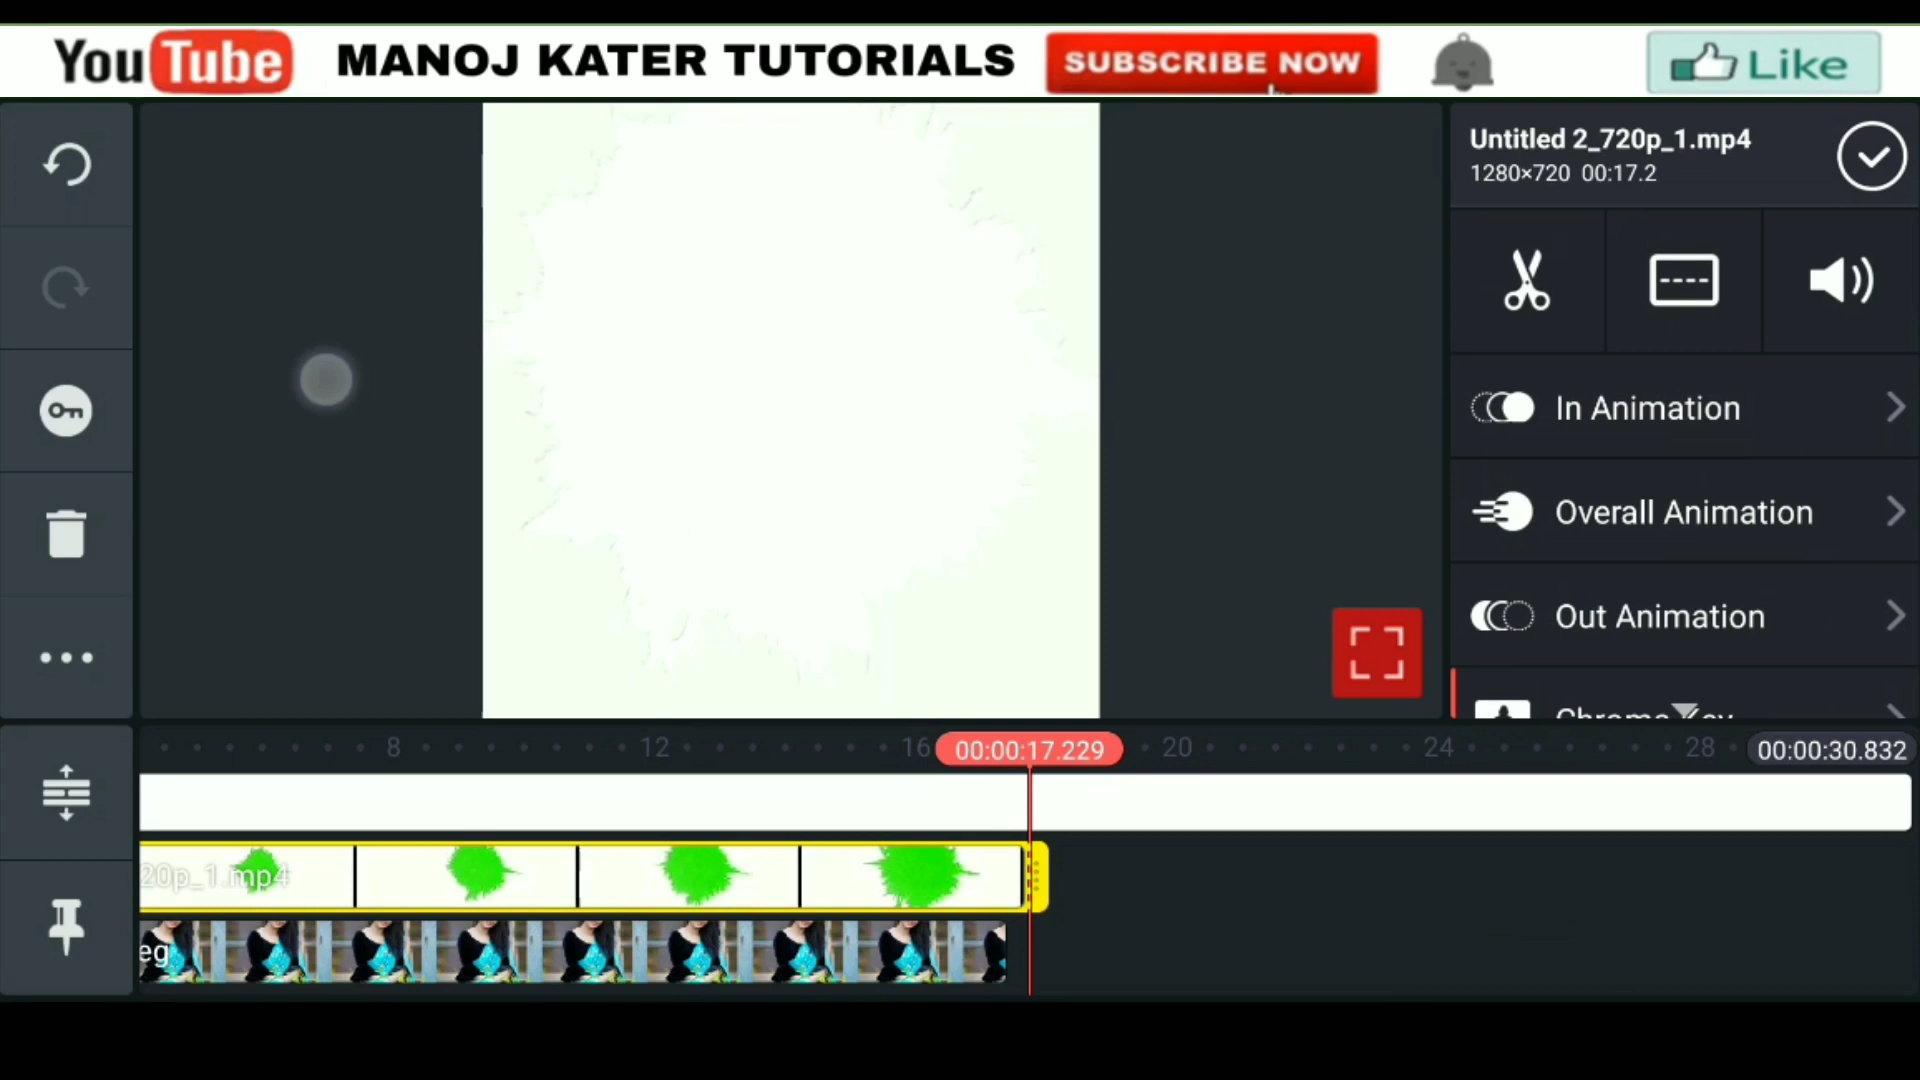 YouTube MANOJ KATER TUTORIALS SUBSCRIBE NOW Like
Untitled 2_720p_1.mp4
1280×720 00:17.2
In Animation
Overall Animation
Out Animation
Chroma Key
8 12 16 00:00:17.229 20 24 28 00:00:30.832
20p_1.mp4
eg